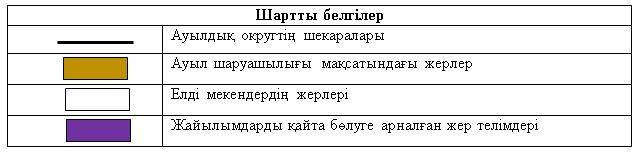 Шартты белгілер
Ауылдық округтің шекаралары
Ауыл шаруашылығы мақсатындағы жерлер
Елді мекендердің жерлері
Жайылымдарды қайта бөлуге арналған жер телімдері